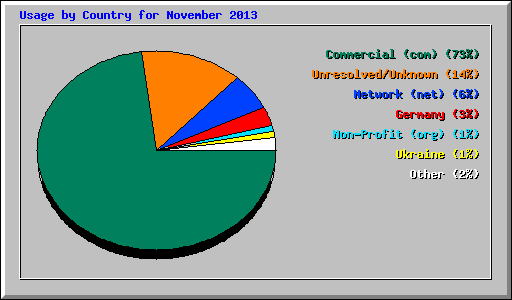 Usage by Country for November 2013
Commercial (com) (73%)
Unresolved/Unknown (14%)
Network (net) (6%)
Germany (3%)
Non-Profit (org) (1%)
Ukraine (1%)
Other (2%)